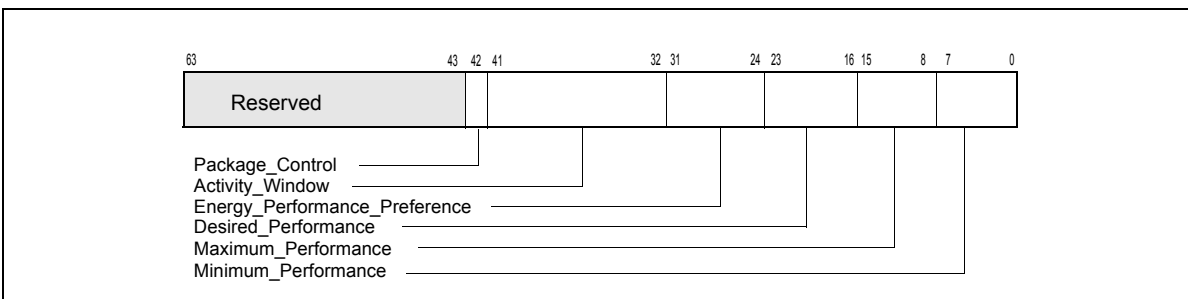 63 43 42 41 32 31 24 23 16 15 8 7 0
Reserved
Package_Control
Activity_Window
Energy_Performance_Preference
Desired_Performance
Maximum_Performance
Minimum_Performance